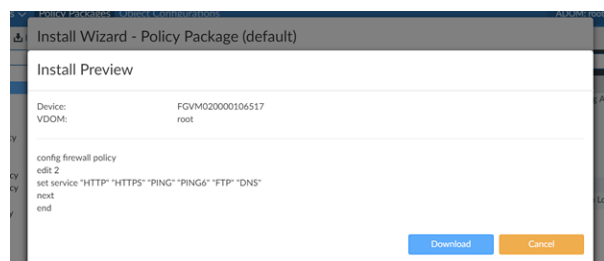 Policy Packages Object Configurations ADOM: root
Install Wizard - Policy Package (default)
Install Preview
Device: FGVM020000106517
VDOM: root
config firewall policy
edit 2
set service "HTTP" "HTTPS" "PING" "PING6" "FTP" "DNS"
next
end
Download Cancel